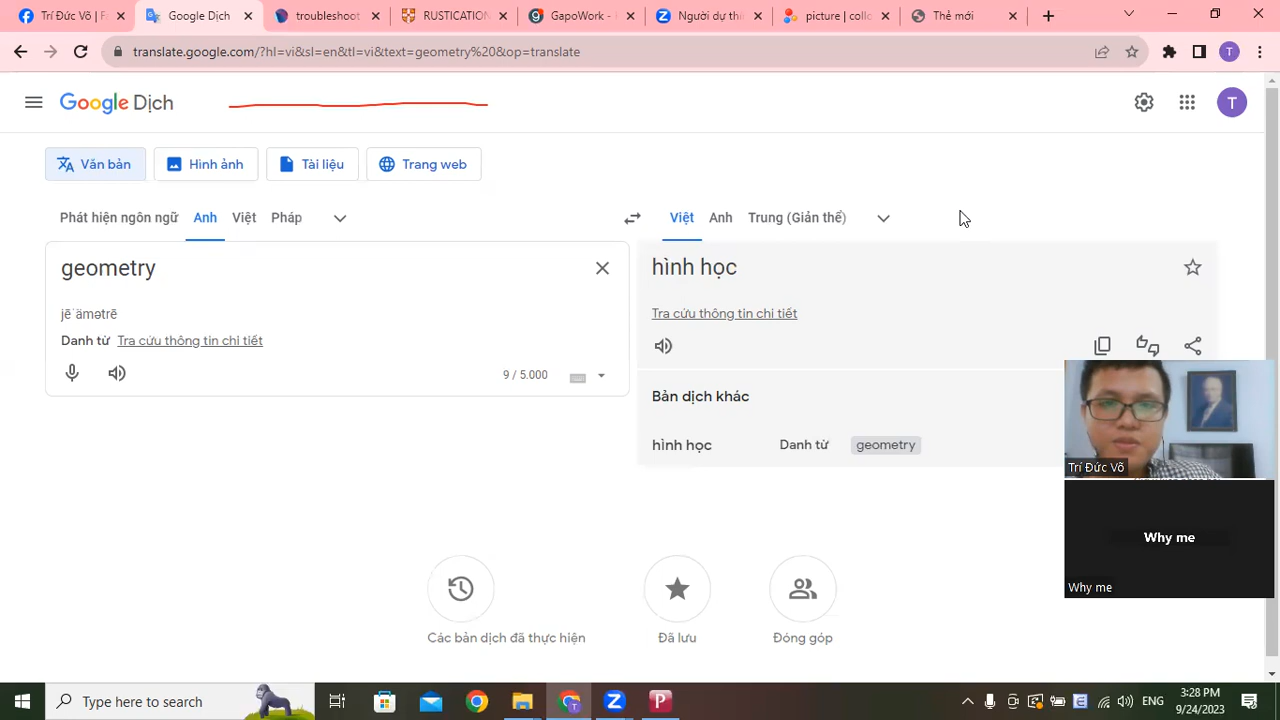 Trí Đức Võ | F
Google Dịch
troubleshoot
RUSTICATION
GapoWork -
Người dự thí
picture | collo
Thẻ mới
translate.google.com/?hl=vi&sl=en&tl=vi&text=geometry%20&op=translate
T
Google Dịch
T
Văn bản
Hình ảnh
Tài liệu
Trang web
Phát hiện ngôn ngữ Anh Việt Pháp
Việt Anh Trung (Giản thể)
geometry
hình học
jēˈämətrē
Tra cứu thông tin chi tiết
Danh từ Tra cứu thông tin chi tiết
9 / 5.000
Bản dịch khác
hình học Danh từ geometry
Trí Đức Võ
Why me
Why me
Các bản dịch đã thực hiện
Đã lưu
Đóng góp
Type here to search
ENG
3:28 PM
9/24/2023